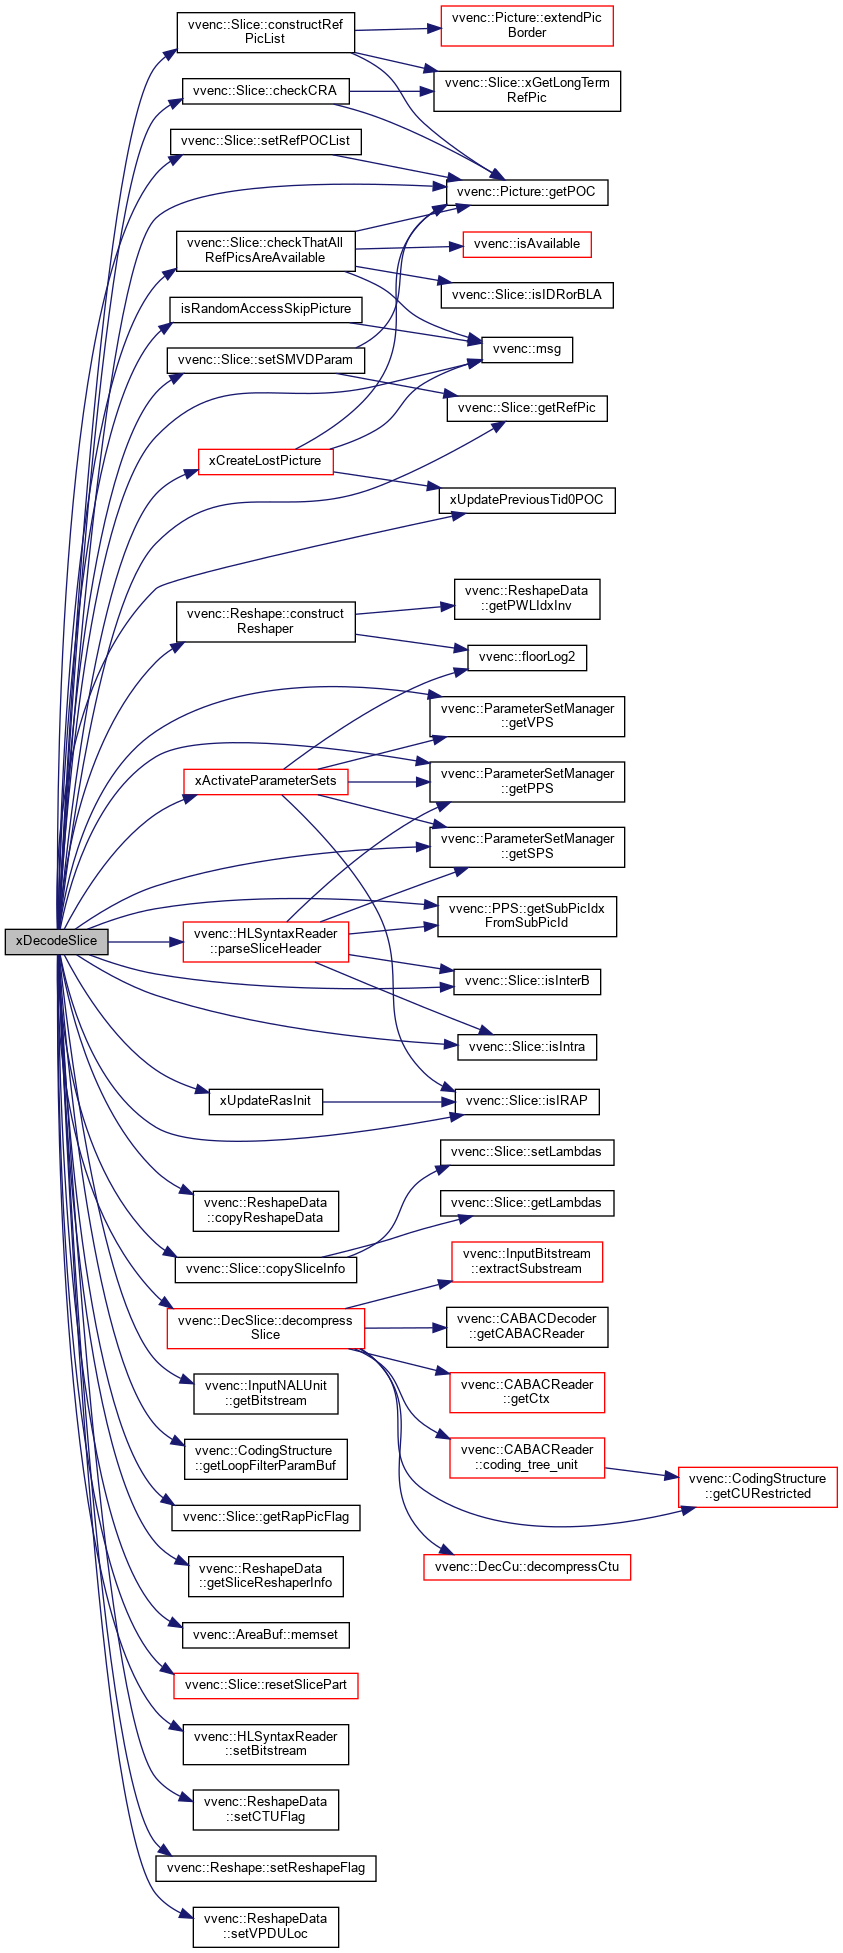 xDecodeSlice
vvenc::Slice::constructRef
PicList
vvenc::Slice::checkCRA
vvenc::Slice::setRefPOCList
vvenc::Slice::checkThatAll
RefPicsAreAvailable
isRandomAccessSkipPicture
vvenc::Slice::setSMVDParam
xCreateLostPicture
vvenc::Reshape::construct
Reshaper
xActivateParameterSets
vvenc::HLSyntaxReader
::parseSliceHeader
xUpdateRasInit
vvenc::ReshapeData
::copyReshapeData
vvenc::Slice::copySliceInfo
vvenc::DecSlice::decompress
Slice
vvenc::InputNALUnit
::getBitstream
vvenc::CodingStructure
::getLoopFilterParamBuf
vvenc::Slice::getRapPicFlag
vvenc::ReshapeData
::getSliceReshaperInfo
vvenc::AreaBuf::memset
vvenc::Slice::resetSlicePart
vvenc::HLSyntaxReader
::setBitstream
vvenc::ReshapeData
::setCTUFlag
vvenc::Reshape::setReshapeFlag
vvenc::ReshapeData
::setVPDULoc
vvenc::Picture::extendPic
Border
vvenc::Slice::xGetLongTerm
RefPic
vvenc::Picture::getPOC
vvenc::isAvailable
vvenc::Slice::isIDRorBLA
vvenc::msg
vvenc::Slice::getRefPic
xUpdatePreviousTid0POC
vvenc::ReshapeData
::getPWLIdxInv
vvenc::floorLog2
vvenc::ParameterSetManager
::getVPS
vvenc::ParameterSetManager
::getPPS
vvenc::ParameterSetManager
::getSPS
vvenc::PPS::getSubPicIdx
FromSubPicId
vvenc::Slice::isInterB
vvenc::Slice::isIntra
vvenc::Slice::isIRAP
vvenc::Slice::setLambdas
vvenc::Slice::getLambdas
vvenc::InputBitstream
::extractSubstream
vvenc::CABACDecoder
::getCABACReader
vvenc::CABACReader
::getCtx
vvenc::CABACReader
::coding_tree_unit
vvenc::DecCu::decompressCtu
vvenc::CodingStructure
::getCURestricted